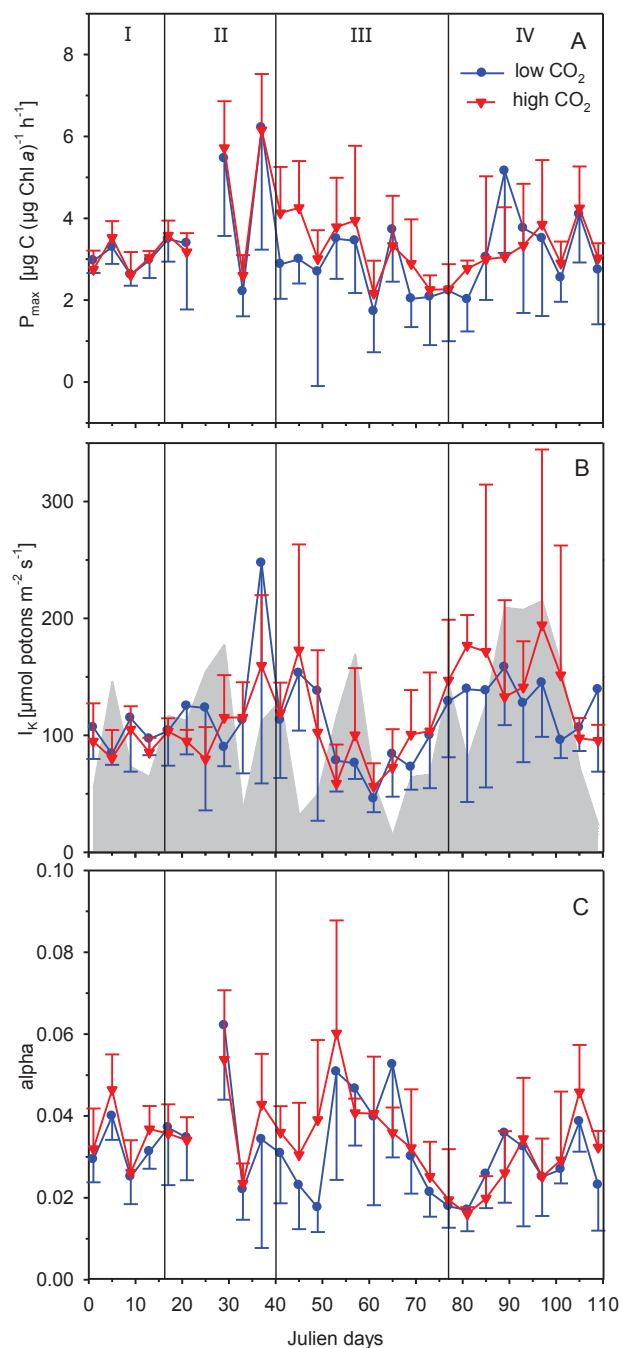 I II III IV A
low CO₂
high CO₂
8
6
4
2
0
Pmax [µg C (µg Chl a)⁻¹ h⁻¹]
B
300
200
100
0
IK [µmol potons m⁻² s⁻¹]
C
0.10
0.08
0.06
0.04
0.02
0.00
alpha
0 10 20 30 40 50 60 70 80 90 100 110
Julien days